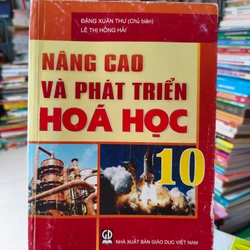 ĐẶNG XUÂN THƯ (Chủ biên)
LÊ THỊ HỒNG HẢI
NÂNG CAO
VÀ PHÁT TRIỂN
HOÁ HỌC
10
NHÀ XUẤT BẢN GIÁO DỤC VIỆT NAM